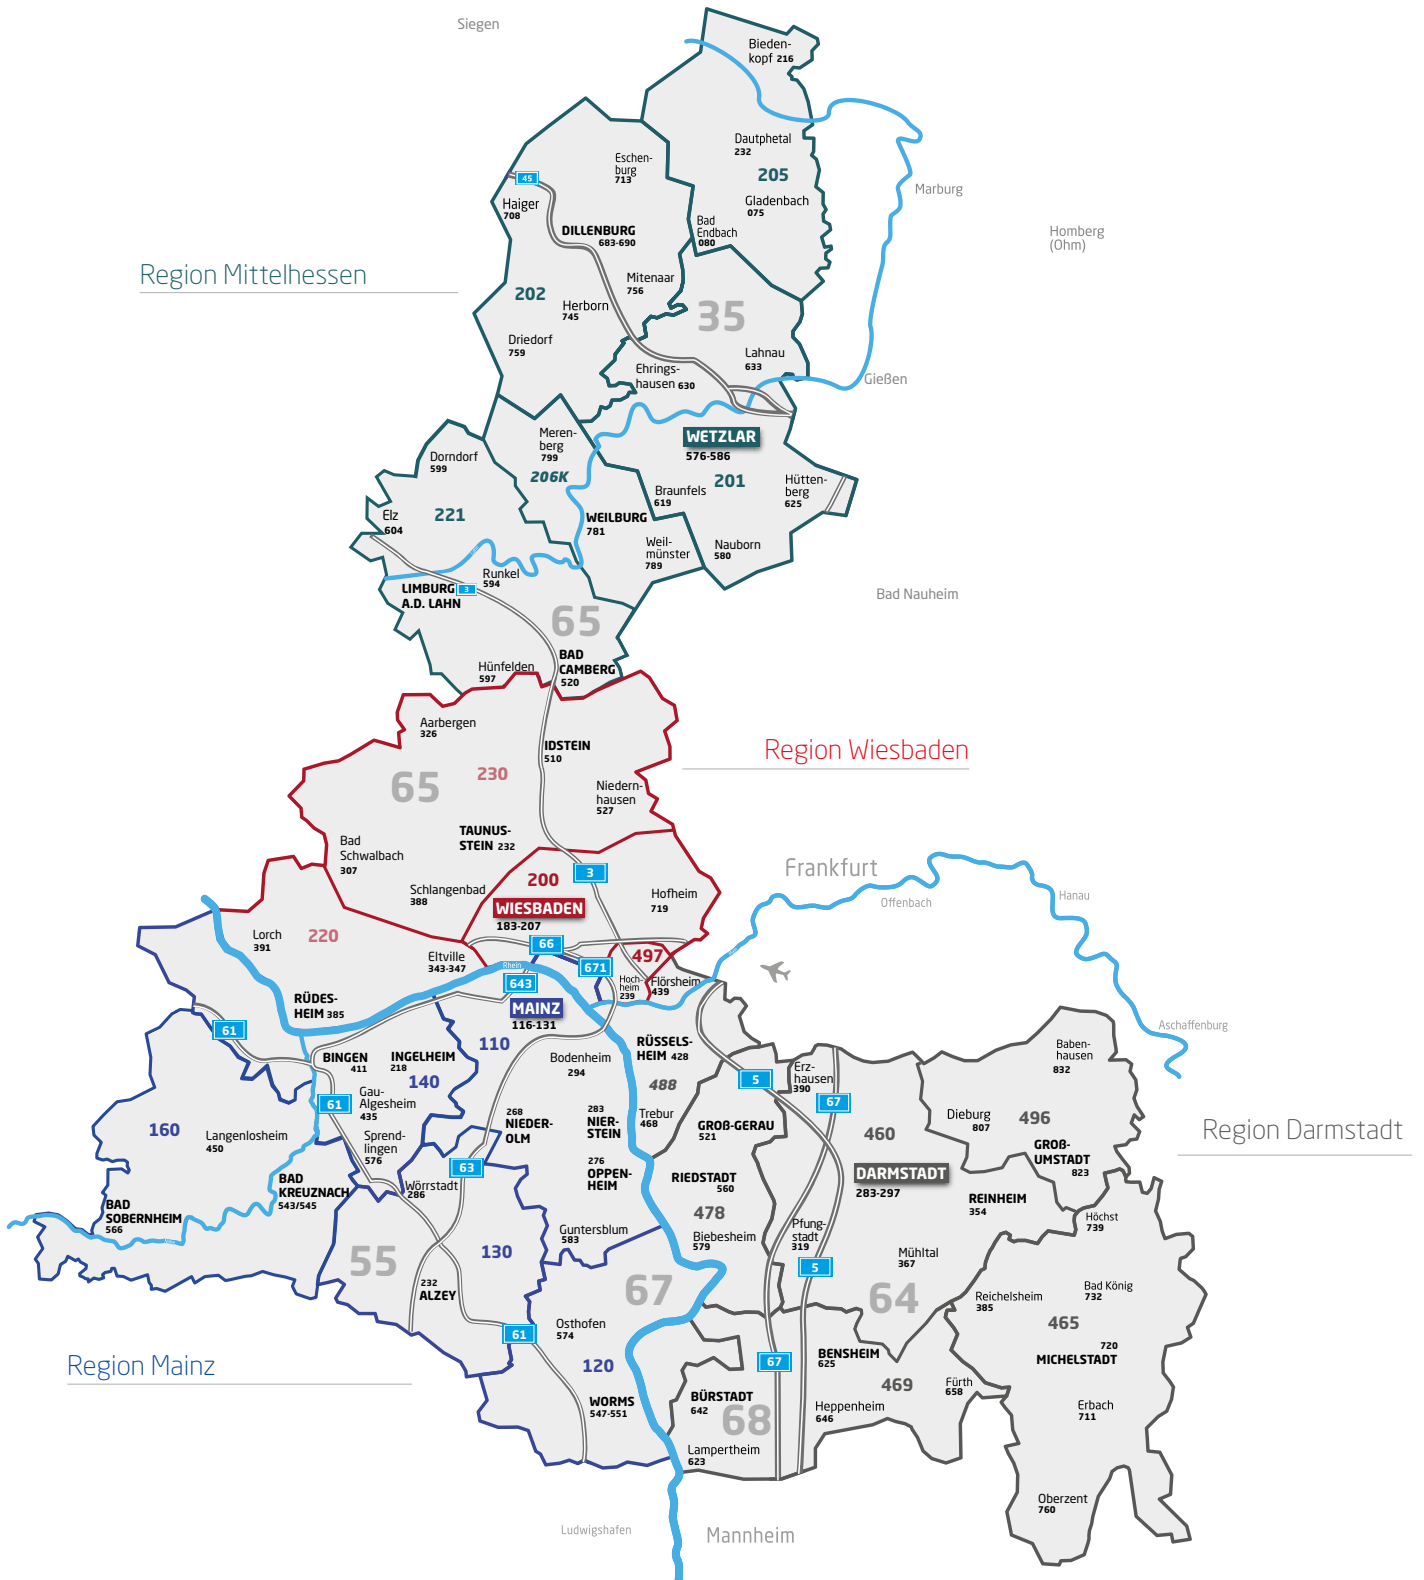 Siegen
Bieden-
kopf 216
Dautphetal
232
205
Gladenbach
075
Bad
Endbach
080
Marburg
Homberg
(Ohm)
Eschen-
burg
713
45
Haiger
708
DILLENBURG
683-690
Region Mittelhessen
Mitenaar
756
202
Herborn
745
35
Driedorf
759
Lahnau
633
Ehrings-
hausen 630
Gießen
Meren-
berg
799
206K
WETZLAR
576-586
201
Braunfels
619
Hütten-
berg
625
Dorndorf
599
Elz
604
221
WEILBURG
781
Weil-
münster
789
Nauborn
580
Runkel
594
LIMBURG
A.D. LAHN
3
65
Bad Nauheim
BAD
CAMBERG
520
Hünfelden
597
Aarbergen
326
IDSTEIN
510
Region Wiesbaden
65
230
Niedern-
hausen
527
TAUNUS-
STEIN 232
Bad
Schwalbach
307
Schlangenbad
388
200
3
WIESBADEN
183-207
Hofheim
719
Frankfurt
Offenbach
Hanau
Lorch
391
220
Eltville
343-347
66
671
497
Rhein
643
Hoch-
heim
239
Flörsheim
439
RÜDES-
HEIM 385
MAINZ
116-131
Aschaffenburg
61
BINGEN
411
INGELHEIM
218
110
140
Bodenheim
294
RÜSSELS-
HEIM 428
488
5
Erz-
hausen
390
67
Baben-
hausen
832
61
Gau-
Algesheim
435
268
NIEDER-
OLM
283
NIER-
STEIN
Trebur
468
GROß-GERAU
521
460
Dieburg
807
496
GROß-
UMSTADT
823
Region Darmstadt
160
Langenlosheim
450
Sprend-
lingen
576
63
276
OPPEN-
HEIM
RIEDSTADT
560
DARMSTADT
283-297
REINHEIM
354
BAD
KREUZNACH
543/545
Wörrstadt
286
BAD
SOBERNHEIM
566
478
Biebesheim
579
Pfung-
stadt
319
Höchst
739
Guntersblum
583
130
55
Mühltal
367
5
232
ALZEY
67
64
Reichelsheim
385
Bad König
732
465
720
MICHELSTADT
61
Osthofen
574
120
67
BENSHEIM
625
469
Fürth
658
Region Mainz
WORMS
547-551
BÜRSTADT
642
68
Heppenheim
646
Erbach
711
Lampertheim
623
Oberzent
760
Ludwigshafen
Mannheim